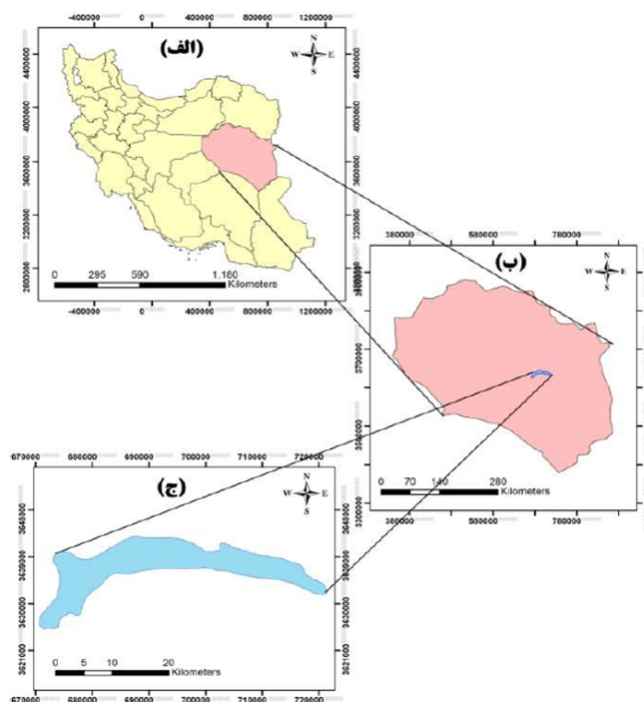 -400000 0 400000 800000 1200000
(الف)
N
W E
S
4400000
4000000
3600000
3200000
2800000
0 295 590 1,180
Kilometers
-400000 0 400000 800000 1200000
380000 580000 780000
(ب)
N
W E
S
3700000
3300000
0 70 140 280
Kilometers
380000 580000 780000
670000 680000 690000 700000 710000 720000
(ج)
N
W E
S
3648000
3639000
3630000
3621000
0 5 10 20
Kilometers
670000 680000 690000 700000 710000 720000